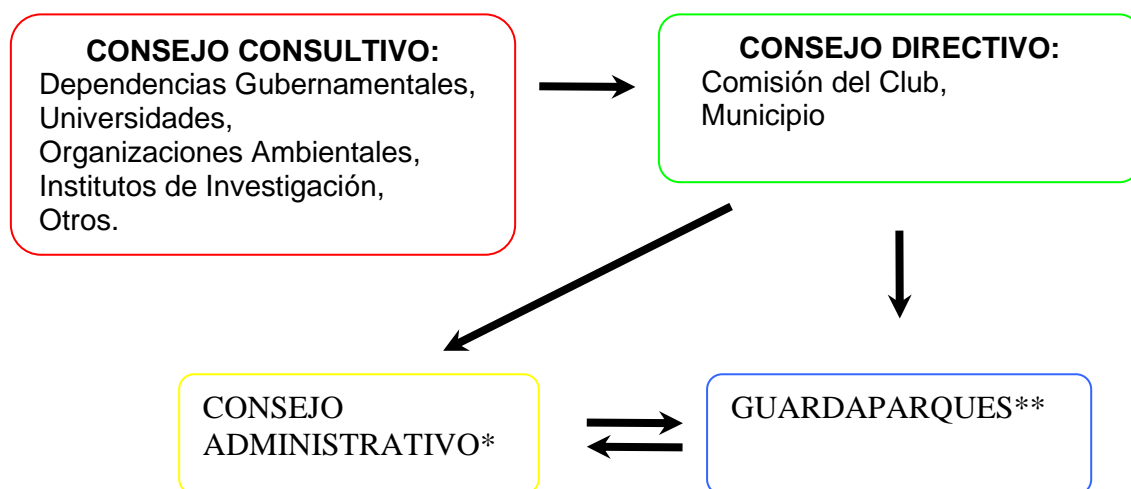 CONSEJO CONSULTIVO:
Dependencias Gubernamentales,
Universidades,
Organizaciones Ambientales,
Institutos de Investigación,
Otros.
CONSEJO DIRECTIVO:
Comisión del Club,
Municipio
CONSEJO
ADMINISTRATIVO*
GUARDAPARQUES**